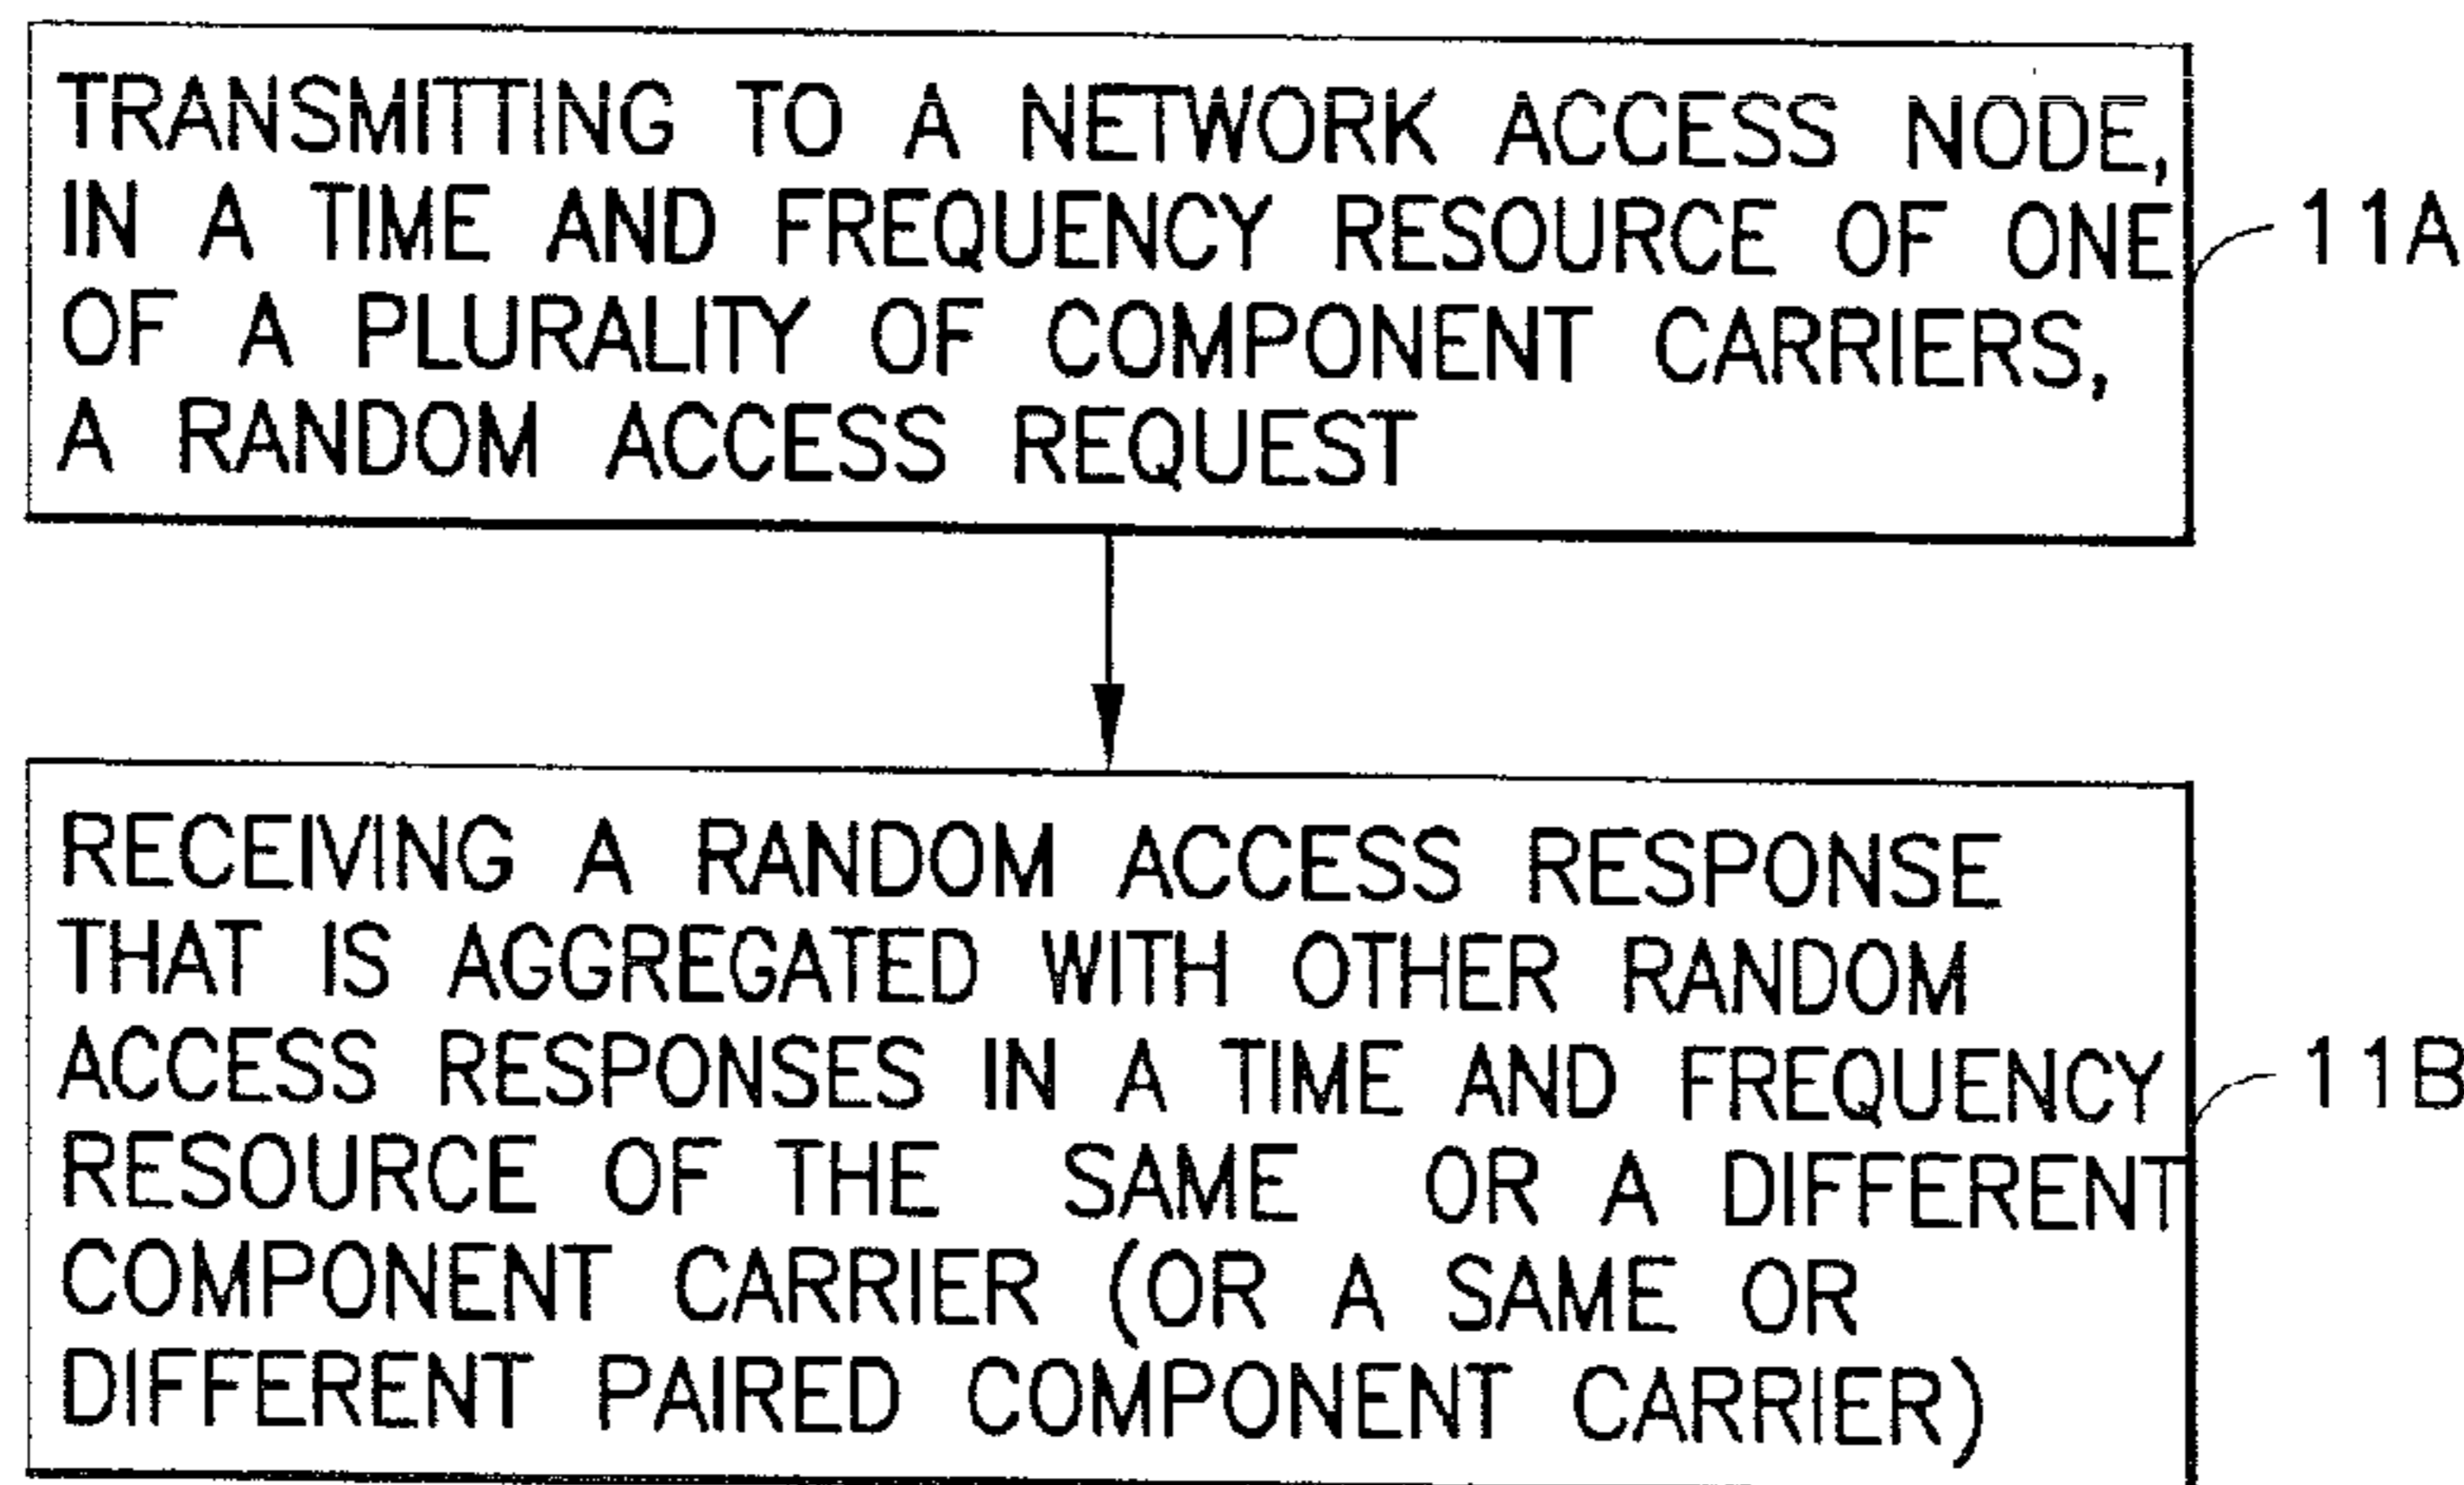 TRANSMITTING TO A NETWORK ACCESS NODE,
IN A TIME AND FREQUENCY RESOURCE OF ONE
OF A PLURALITY OF COMPONENT CARRIERS,
A RANDOM ACCESS REQUEST
11A
RECEIVING A RANDOM ACCESS RESPONSE
THAT IS AGGREGATED WITH OTHER RANDOM
ACCESS RESPONSES IN A TIME AND FREQUENCY
RESOURCE OF THE SAME OR A DIFFERENT
COMPONENT CARRIER (OR A SAME OR
DIFFERENT PAIRED COMPONENT CARRIER)
11B